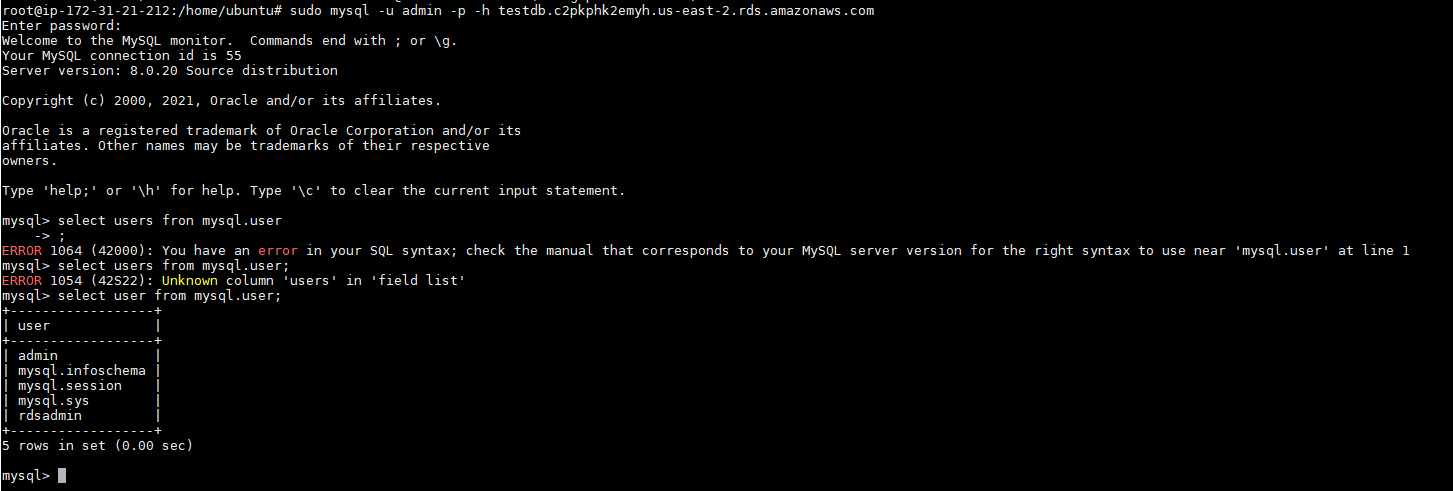 root@ip-172-31-21-212:/home/ubuntu# sudo mysql -u admin -p -h testdb.c2pkphk2emyh.us-east-2.rds.amazonaws.com
Enter password:
Welcome to the MySQL monitor.  Commands end with ; or \g.
Your MySQL connection id is 55
Server version: 8.0.20 Source distribution

Copyright (c) 2000, 2021, Oracle and/or its affiliates.

Oracle is a registered trademark of Oracle Corporation and/or its
affiliates. Other names may be trademarks of their respective
owners.

Type 'help;' or '\h' for help. Type '\c' to clear the current input statement.

mysql> select users fron mysql.user
    -> ;
ERROR 1064 (42000): You have an error in your SQL syntax; check the manual that corresponds to your MySQL server version for the right syntax to use near 'mysql.user' at line 1
mysql> select users from mysql.user;
ERROR 1054 (42S22): Unknown column 'users' in 'field list'
mysql> select user from mysql.user;
+------------------+
| user             |
+------------------+
| admin            |
| mysql.infoschema |
| mysql.session    |
| mysql.sys        |
| rdsadmin         |
+------------------+
5 rows in set (0.00 sec)

mysql>